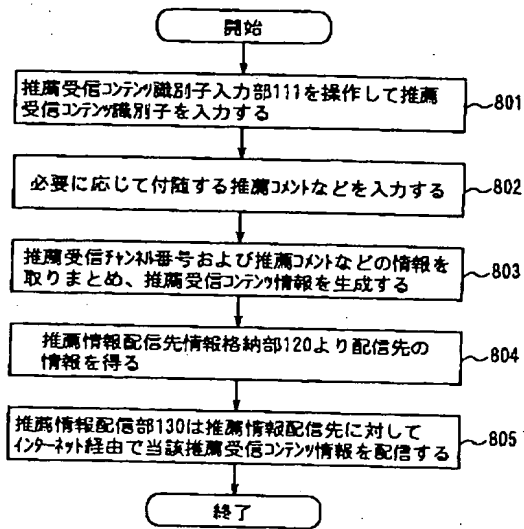 開始
推薦受信コンテンツ識別子入力部111を操作して推薦
受信コンテンツ識別子を入力する
801
必要に応じて付随する推薦コメントなどを入力する
802
推薦受信チャンネル番号および推薦コメントなどの情報を
取りまとめ、推薦受信コンテンツ情報を生成する
803
推薦情報配信先情報格納部120より配信先の
情報を得る
804
推薦情報配信部130は推薦情報配信先に対して
インターネット経由で当該推薦受信コンテンツ情報を配信する
805
終了